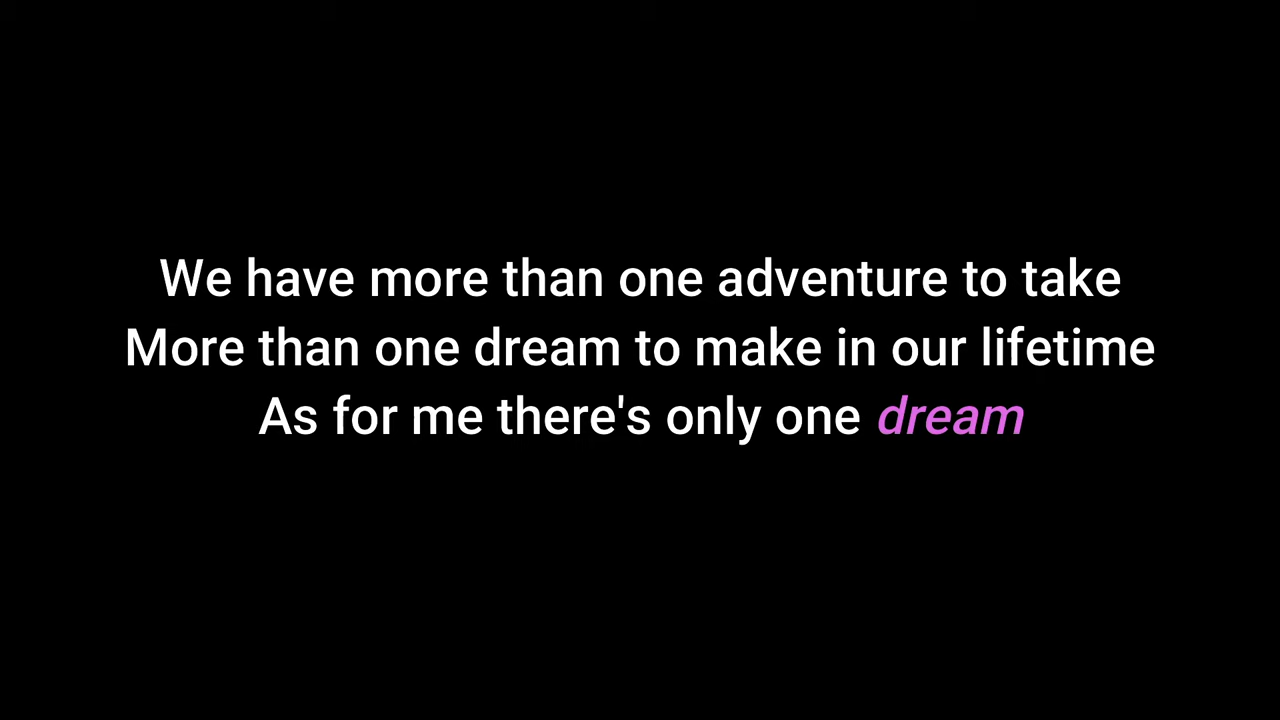 We have more than one adventure to take
More than one dream to make in our lifetime
As for me there's only one dream